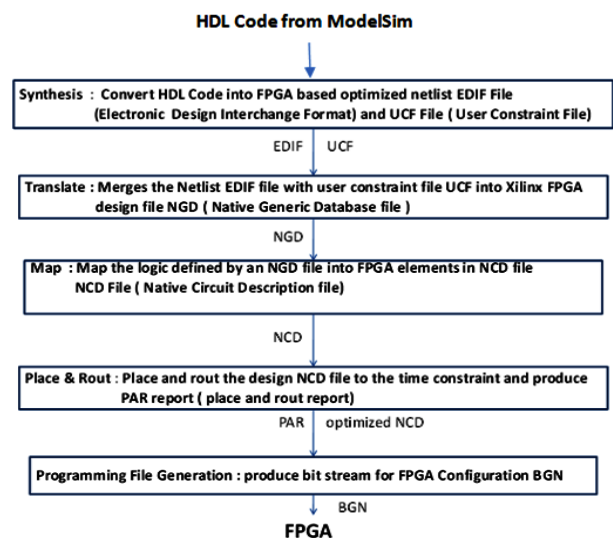 HDL Code from ModelSim
Synthesis : Convert HDL Code into FPGA based optimized netlist EDIF File
(Electronic Design Interchange Format) and UCF File ( User Constraint File)
EDIF UCF
Translate : Merges the Netlist EDIF file with user constraint file UCF into Xilinx FPGA
design file NGD ( Native Generic Database file )
NGD
Map : Map the logic defined by an NGD file into FPGA elements in NCD file
NCD File ( Native Circuit Description file)
NCD
Place & Rout : Place and rout the design NCD file to the time constraint and produce
PAR report ( place and rout report)
PAR optimized NCD
Programming File Generation : produce bit stream for FPGA Configuration BGN
BGN
FPGA